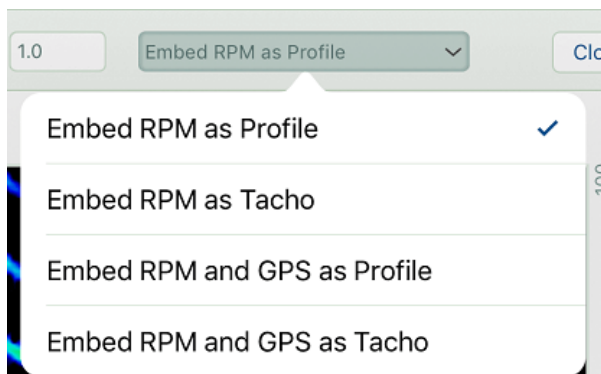 1.0
Embed RPM as Profile
Clo
Embed RPM as Profile
Embed RPM as Tacho
100
Embed RPM and GPS as Profile
Embed RPM and GPS as Tacho